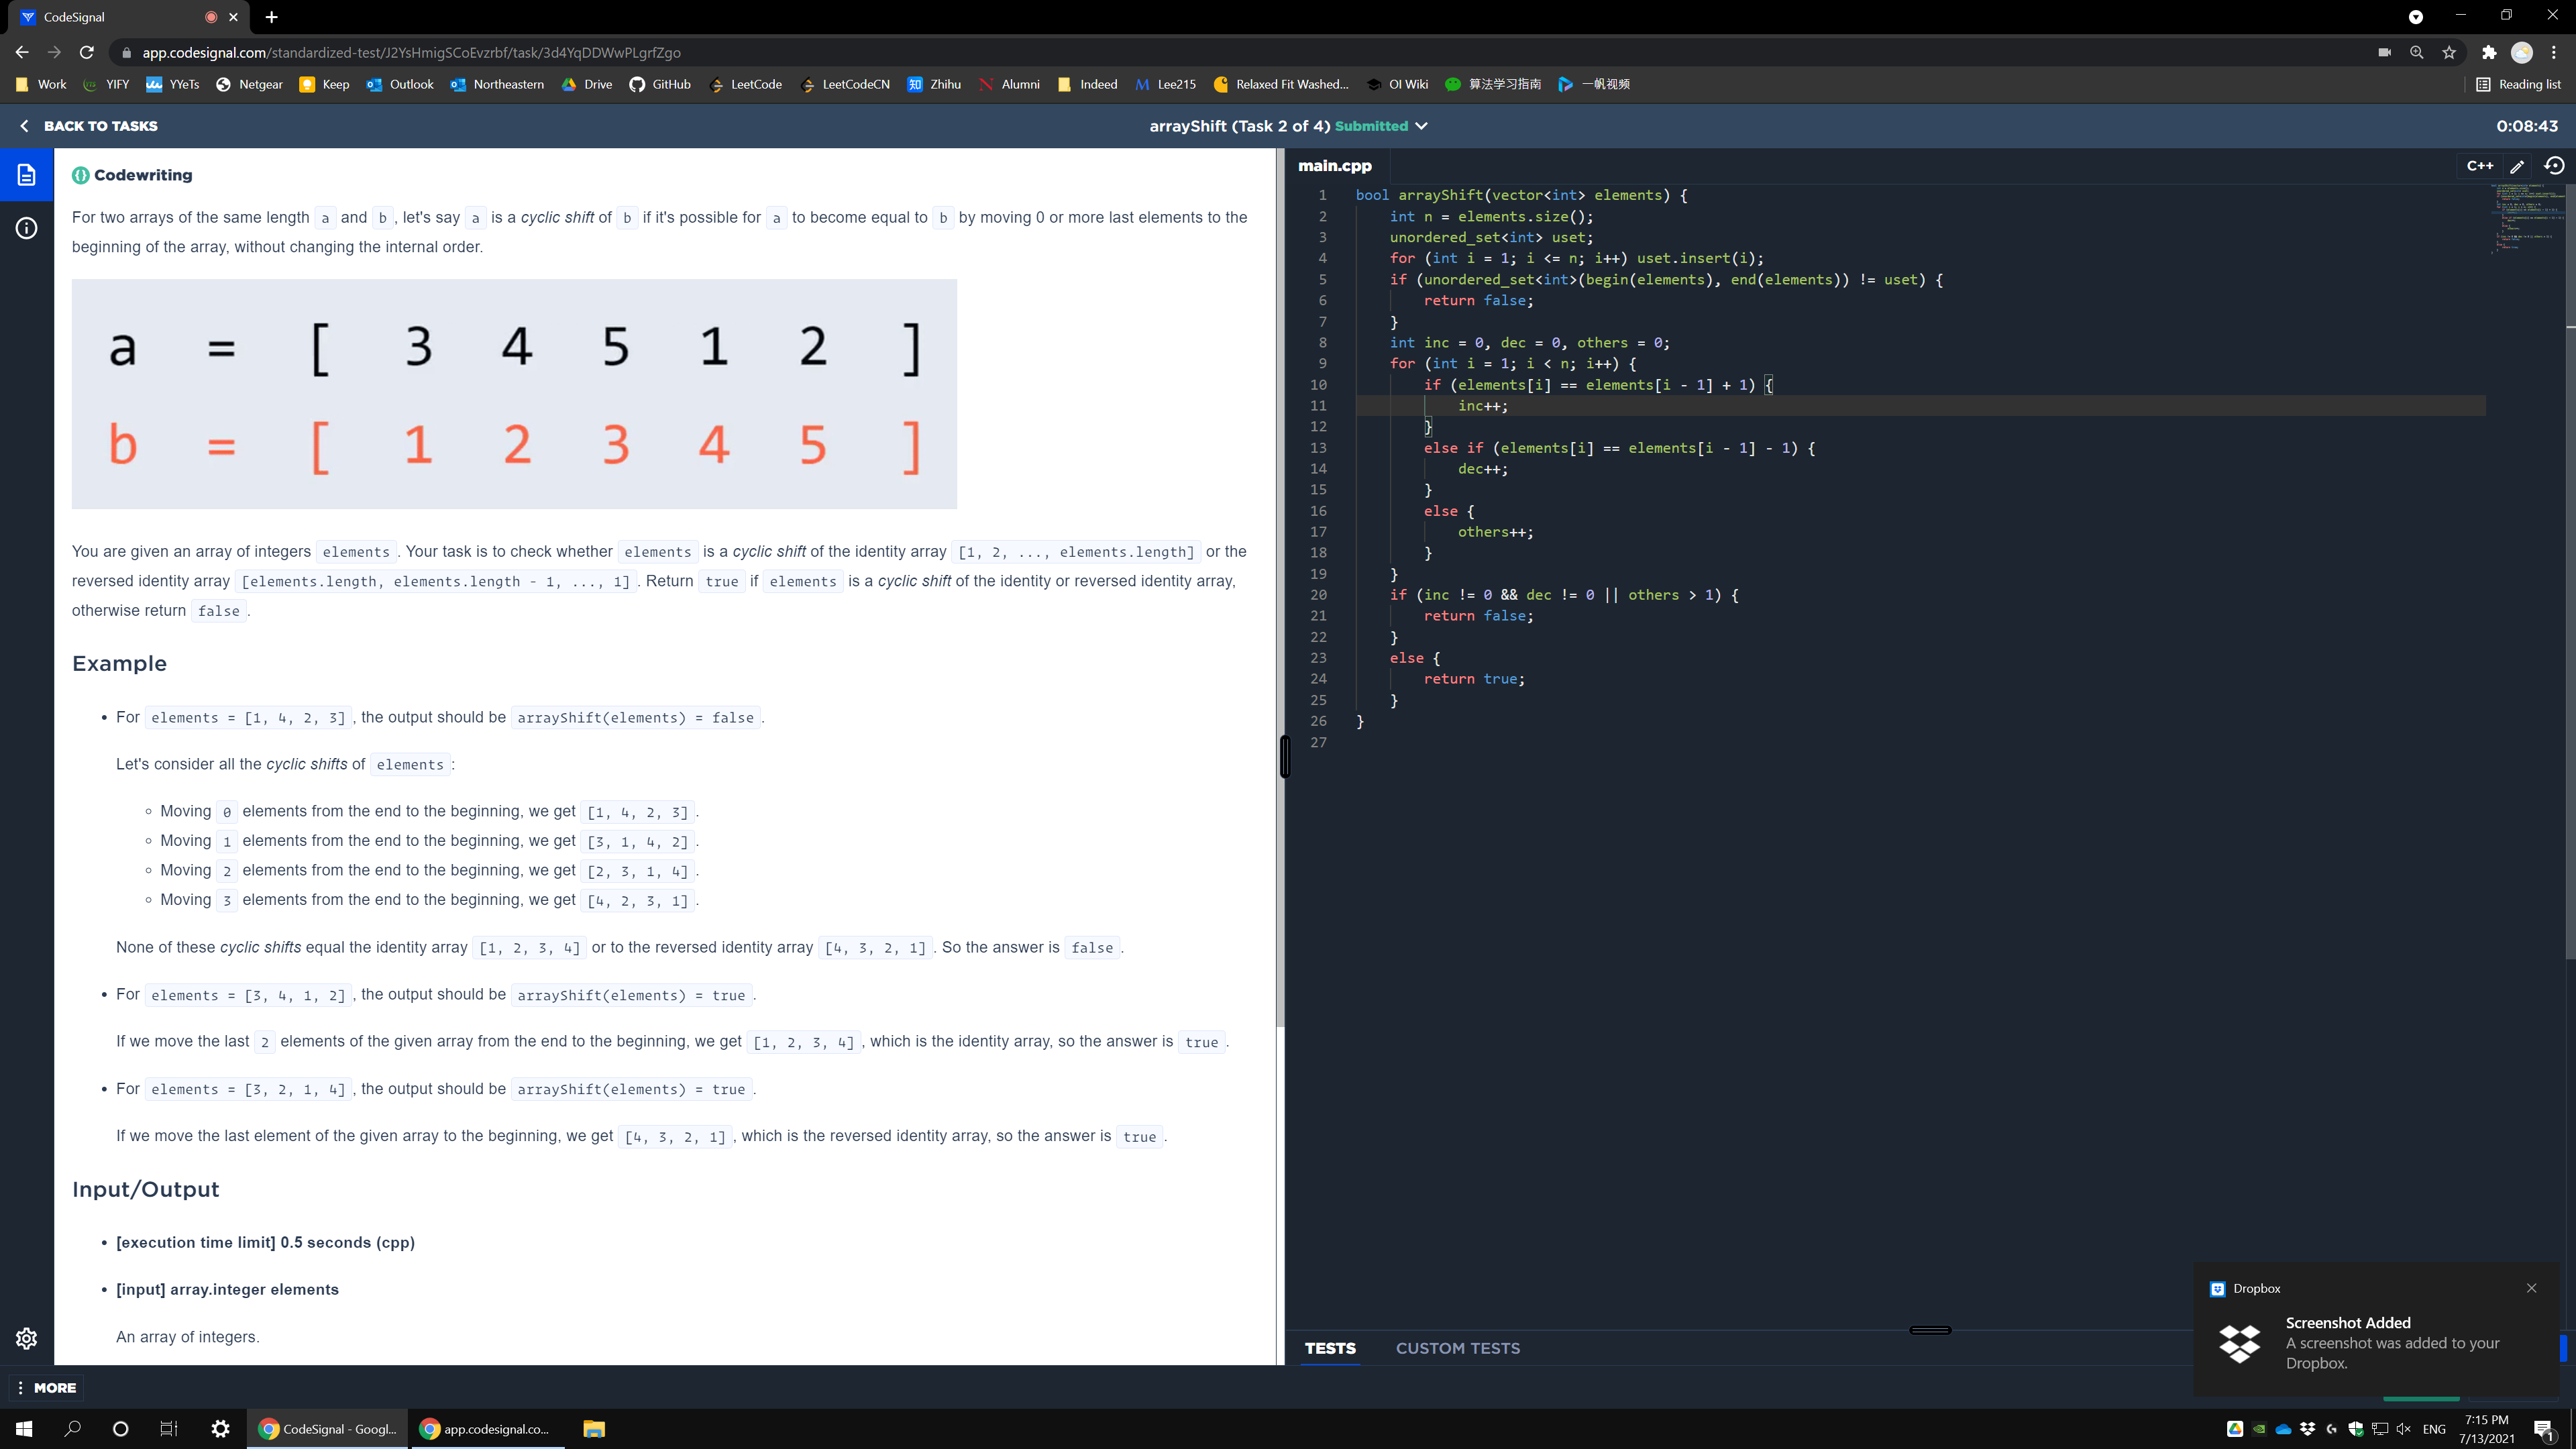 CodeSignal
app.codesignal.com/standardized-test/J2YsHmigSCoEvzrbf/task/3d4YqDDWwPLgrfZgo
Work YIFY YYeTs Netgear Keep Outlook Northeastern Drive GitHub LeetCode LeetCodeCN Zhihu Alumni Indeed Lee215 Relaxed Fit Washed... OI Wiki 算法学习指南 一帆视频 Reading list
BACK TO TASKS arrayShift (Task 2 of 4) Submitted 0:08:43
Codewriting
For two arrays of the same length a and b, let's say a is a cyclic shift of b if it's possible for a to become equal to b by moving 0 or more last elements to the
beginning of the array, without changing the internal order.
a = [ 3 4 5 1 2 ]
b = [ 1 2 3 4 5 ]
You are given an array of integers elements. Your task is to check whether elements is a cyclic shift of the identity array [1, 2, ..., elements.length] or the
reversed identity array [elements.length, elements.length - 1, ..., 1]. Return true if elements is a cyclic shift of the identity or reversed identity array,
otherwise return false.
Example
• For elements = [1, 4, 2, 3], the output should be arrayShift(elements) = false.
Let's consider all the cyclic shifts of elements:
◦ Moving 0 elements from the end to the beginning, we get [1, 4, 2, 3].
◦ Moving 1 elements from the end to the beginning, we get [3, 1, 4, 2].
◦ Moving 2 elements from the end to the beginning, we get [2, 3, 1, 4].
◦ Moving 3 elements from the end to the beginning, we get [4, 2, 3, 1].
None of these cyclic shifts equal the identity array [1, 2, 3, 4] or to the reversed identity array [4, 3, 2, 1]. So the answer is false.
• For elements = [3, 4, 1, 2], the output should be arrayShift(elements) = true.
If we move the last 2 elements of the given array from the end to the beginning, we get [1, 2, 3, 4], which is the identity array, so the answer is true.
• For elements = [3, 2, 1, 4], the output should be arrayShift(elements) = true.
If we move the last element of the given array to the beginning, we get [4, 3, 2, 1], which is the reversed identity array, so the answer is true.
Input/Output
• [execution time limit] 0.5 seconds (cpp)
• [input] array.integer elements
An array of integers.
MORE
main.cpp C++
1 bool arrayShift(vector<int> elements) {
2 int n = elements.size();
3 unordered_set<int> uset;
4 for (int i = 1; i <= n; i++) uset.insert(i);
5 if (unordered_set<int>(begin(elements), end(elements)) != uset) {
6 return false;
7 }
8 int inc = 0, dec = 0, others = 0;
9 for (int i = 1; i < n; i++) {
10 if (elements[i] == elements[i - 1] + 1) {
11 inc++;
12 }
13 else if (elements[i] == elements[i - 1] - 1) {
14 dec++;
15 }
16 else {
17 others++;
18 }
19 }
20 if (inc != 0 && dec != 0 || others > 1) {
21 return false;
22 }
23 else {
24 return true;
25 }
26 }
27
TESTS CUSTOM TESTS
Dropbox
Screenshot Added
A screenshot was added to your
Dropbox.
CodeSignal - Googl... app.codesignal.co...
ENG 7:15 PM
7/13/2021
1